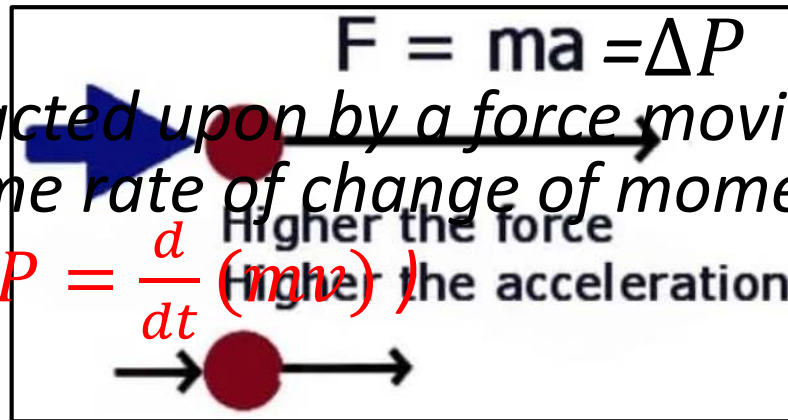 F = ma =ΔP
acted upon by a force movi
me rate of change of mome
Higher the force
P = d/dt (mv) )
Higher the acceleration